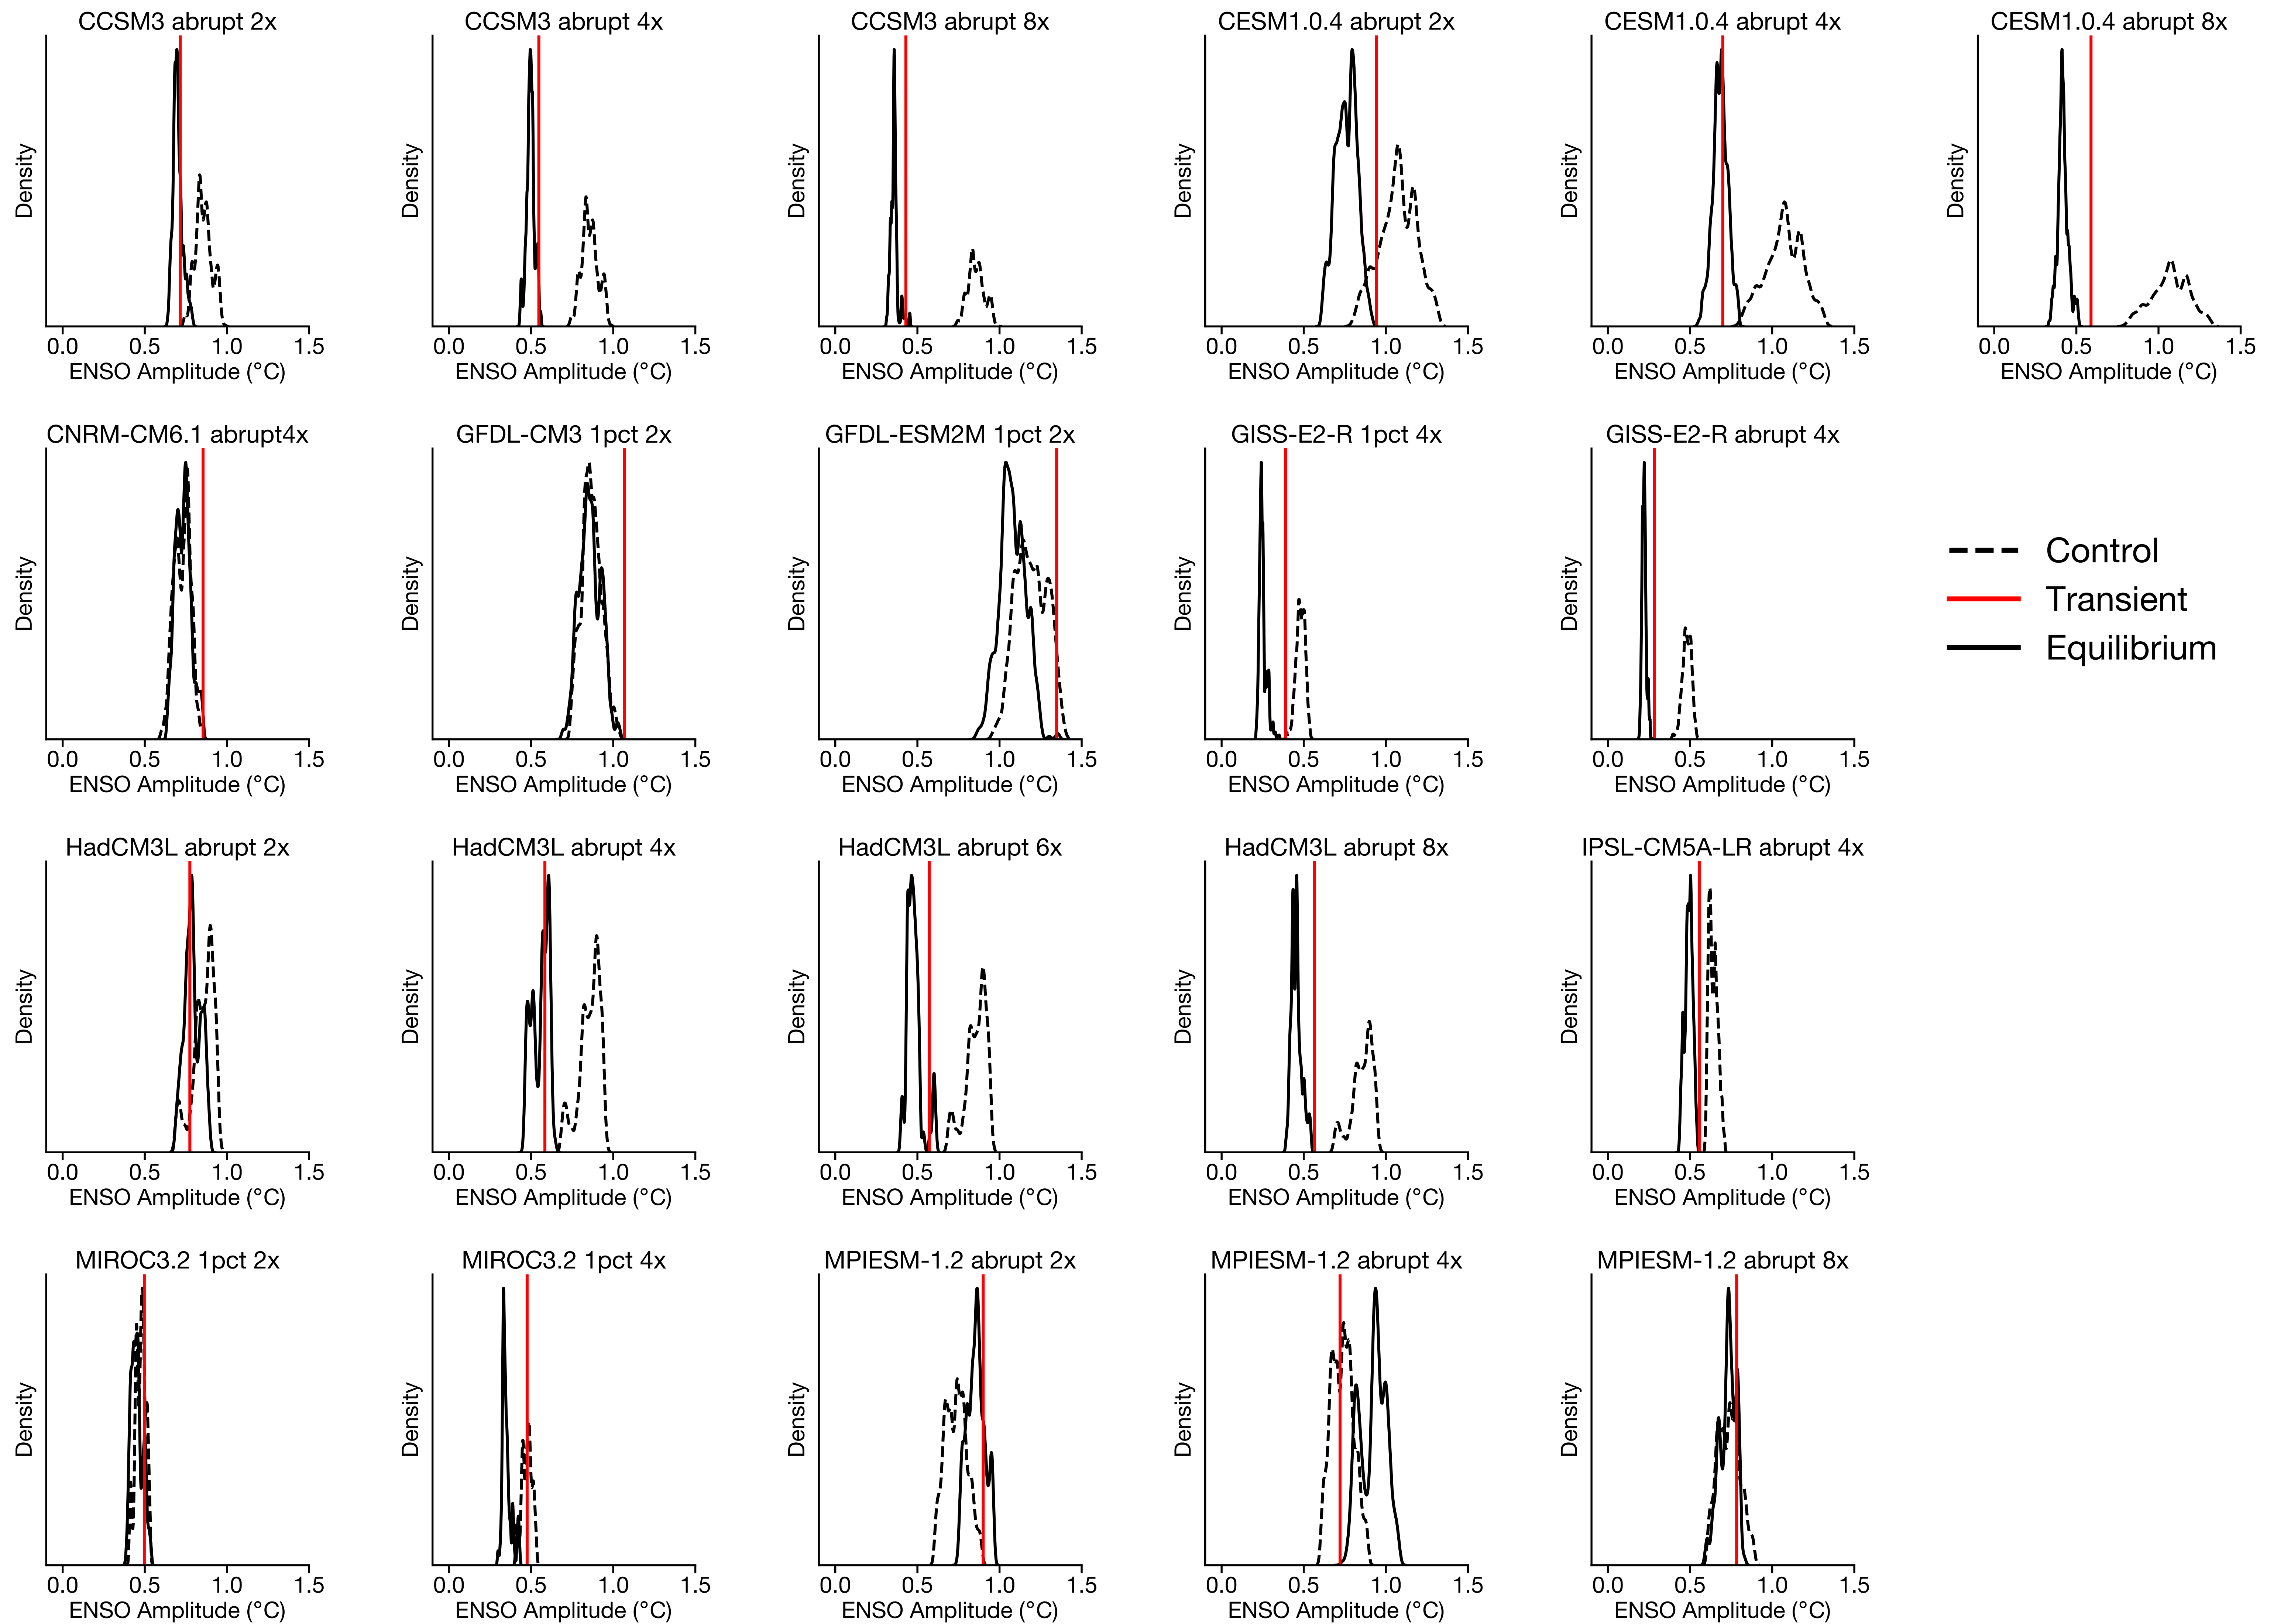 CCSM3 abrupt 2x
Density
0.0 0.5 1.0 1.5
ENSO Amplitude (°C)
CCSM3 abrupt 4x
Density
0.0 0.5 1.0 1.5
ENSO Amplitude (°C)
CCSM3 abrupt 8x
Density
0.0 0.5 1.0 1.5
ENSO Amplitude (°C)
CESM1.0.4 abrupt 2x
Density
0.0 0.5 1.0 1.5
ENSO Amplitude (°C)
CESM1.0.4 abrupt 4x
Density
0.0 0.5 1.0 1.5
ENSO Amplitude (°C)
CESM1.0.4 abrupt 8x
Density
0.0 0.5 1.0 1.5
ENSO Amplitude (°C)
CNRM-CM6.1 abrupt4x
Density
0.0 0.5 1.0 1.5
ENSO Amplitude (°C)
GFDL-CM3 1pct 2x
Density
0.0 0.5 1.0 1.5
ENSO Amplitude (°C)
GFDL-ESM2M 1pct 2x
Density
0.0 0.5 1.0 1.5
ENSO Amplitude (°C)
GISS-E2-R 1pct 4x
Density
0.0 0.5 1.0 1.5
ENSO Amplitude (°C)
GISS-E2-R abrupt 4x
Density
0.0 0.5 1.0 1.5
ENSO Amplitude (°C)
Control
Transient
Equilibrium
HadCM3L abrupt 2x
Density
0.0 0.5 1.0 1.5
ENSO Amplitude (°C)
HadCM3L abrupt 4x
Density
0.0 0.5 1.0 1.5
ENSO Amplitude (°C)
HadCM3L abrupt 6x
Density
0.0 0.5 1.0 1.5
ENSO Amplitude (°C)
HadCM3L abrupt 8x
Density
0.0 0.5 1.0 1.5
ENSO Amplitude (°C)
IPSL-CM5A-LR abrupt 4x
Density
0.0 0.5 1.0 1.5
ENSO Amplitude (°C)
MIROC3.2 1pct 2x
Density
0.0 0.5 1.0 1.5
ENSO Amplitude (°C)
MIROC3.2 1pct 4x
Density
0.0 0.5 1.0 1.5
ENSO Amplitude (°C)
MPIESM-1.2 abrupt 2x
Density
0.0 0.5 1.0 1.5
ENSO Amplitude (°C)
MPIESM-1.2 abrupt 4x
Density
0.0 0.5 1.0 1.5
ENSO Amplitude (°C)
MPIESM-1.2 abrupt 8x
Density
0.0 0.5 1.0 1.5
ENSO Amplitude (°C)